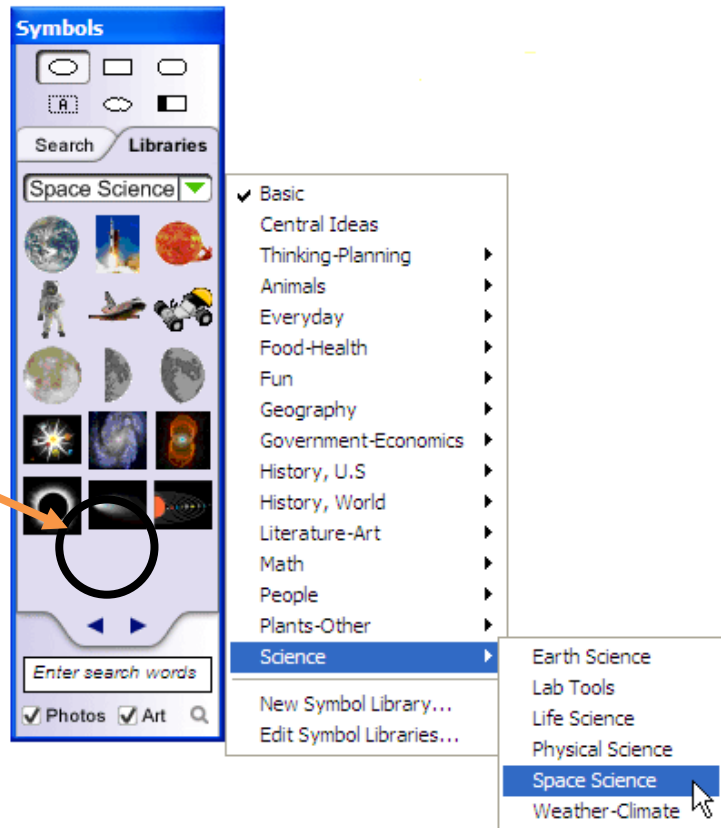 Symbols
A
Search Libraries
Space Science
Enter search words
Photos Art
Basic
Central Ideas
Thinking-Planning
Animals
Everyday
Food-Health
Fun
Geography
Government-Economics
History, U.S
History, World
Literature-Art
Math
People
Plants-Other
Science
New Symbol Library...
Edit Symbol Libraries...
Earth Science
Lab Tools
Life Science
Physical Science
Space Science
Weather-Climate